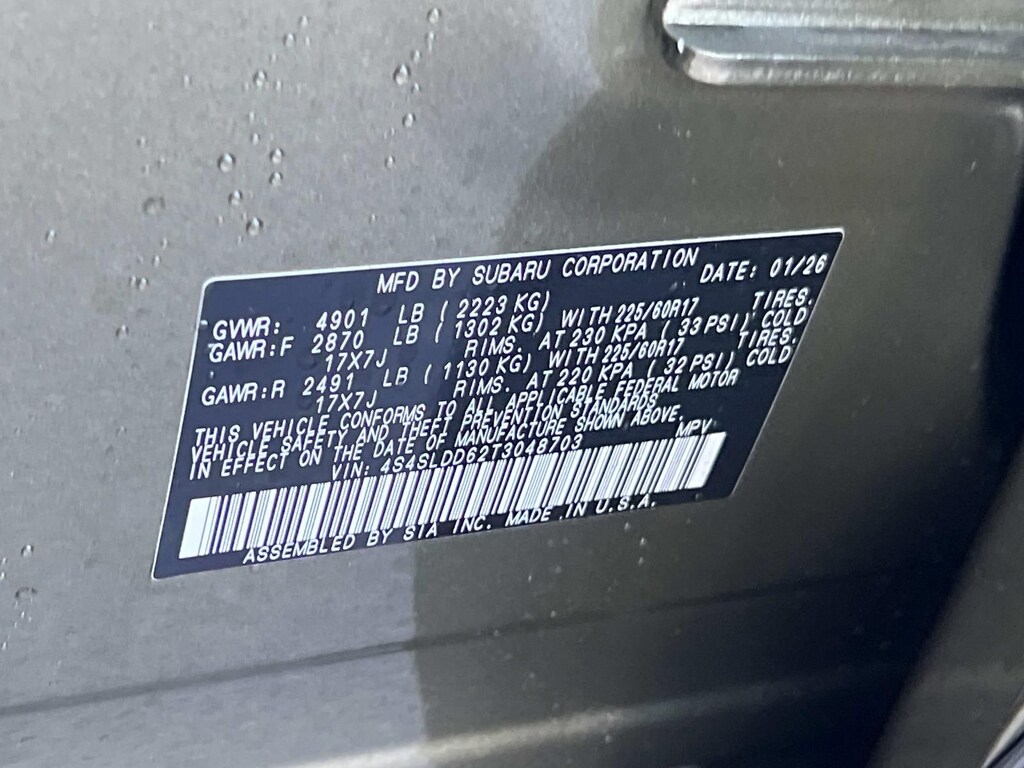 MFD BY SUBARU CORPORATION DATE: 01/26
GVWR: 4901 LB ( 2223 KG)
GAWR:F 2870 LB ( 1302 KG) WITH 225/60R17 TIRES.
17X7J RIMS. AT 230 KPA ( 33 PSI) COLD
GAWR:R 2491 LB ( 1130 KG) WITH 225/60R17 TIRES.
17X7J RIMS. AT 220 KPA ( 32 PSI) COLD
THIS VEHICLE CONFORMS TO ALL APPLICABLE FEDERAL MOTOR
VEHICLE SAFETY AND THEFT PREVENTION STANDARDS
IN EFFECT ON THE DATE OF MANUFACTURE SHOWN ABOVE.
VIN: 4S4SLDD62T3048703 MPV
ASSEMBLED BY SIA INC. MADE IN U.S.A.